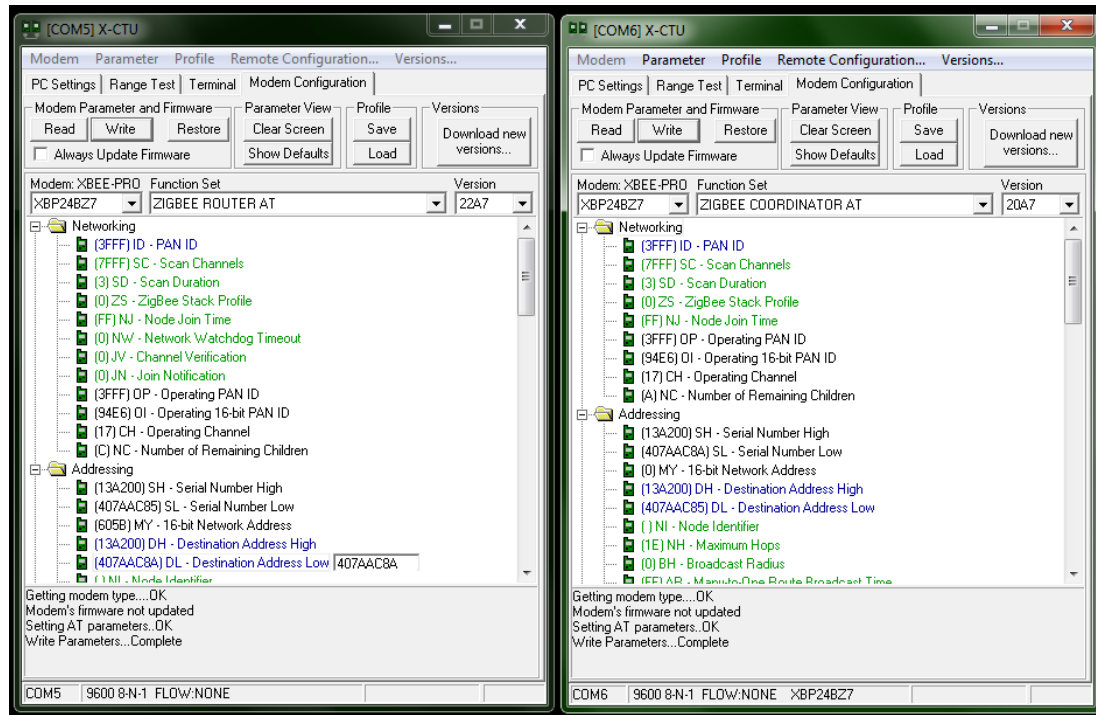 [COM5] X-CTU
Modem Parameter Profile Remote Configuration... Versions...
PC Settings Range Test Terminal Modem Configuration
Modem Parameter and Firmware Parameter View Profile Versions
Read Write Restore Clear Screen Save Download new versions...
Always Update Firmware Show Defaults Load
Modem: XBEE-PRO Function Set Version
XBP24BZ7 ZIGBEE ROUTER AT 22A7
Networking
(3FFF) ID - PAN ID
(7FFF) SC - Scan Channels
(3) SD - Scan Duration
(0) ZS - ZigBee Stack Profile
(FF) NJ - Node Join Time
(0) NW - Network Watchdog Timeout
(0) JV - Channel Verification
(0) JN - Join Notification
(3FFF) OP - Operating PAN ID
(94E6) OI - Operating 16-bit PAN ID
(17) CH - Operating Channel
(C) NC - Number of Remaining Children
Addressing
(13A200) SH - Serial Number High
(407AAC85) SL - Serial Number Low
(605B) MY - 16-bit Network Address
(13A200) DH - Destination Address High
(407AAC8A) DL - Destination Address Low 407AAC8A
( ) NI - Node Identifier
Getting modem type....OK
Modem's firmware not updated
Setting AT parameters..OK
Write Parameters...Complete
COM5 9600 8-N-1 FLOW:NONE
[COM6] X-CTU
Modem Parameter Profile Remote Configuration... Versions...
PC Settings Range Test Terminal Modem Configuration
Modem Parameter and Firmware Parameter View Profile Versions
Read Write Restore Clear Screen Save Download new versions...
Always Update Firmware Show Defaults Load
Modem: XBEE-PRO Function Set Version
XBP24BZ7 ZIGBEE COORDINATOR AT 20A7
Networking
(3FFF) ID - PAN ID
(7FFF) SC - Scan Channels
(3) SD - Scan Duration
(0) ZS - ZigBee Stack Profile
(FF) NJ - Node Join Time
(3FFF) OP - Operating PAN ID
(94E6) OI - Operating 16-bit PAN ID
(17) CH - Operating Channel
(A) NC - Number of Remaining Children
Addressing
(13A200) SH - Serial Number High
(407AAC8A) SL - Serial Number Low
(0) MY - 16-bit Network Address
(13A200) DH - Destination Address High
(407AAC85) DL - Destination Address Low
( ) NI - Node Identifier
(1E) NH - Maximum Hops
(0) BH - Broadcast Radius
(FF) AR - Many-to-One Route Broadcast Time
Getting modem type....OK
Modem's firmware not updated
Setting AT parameters..OK
Write Parameters...Complete
COM6 9600 8-N-1 FLOW:NONE XBP24BZ7